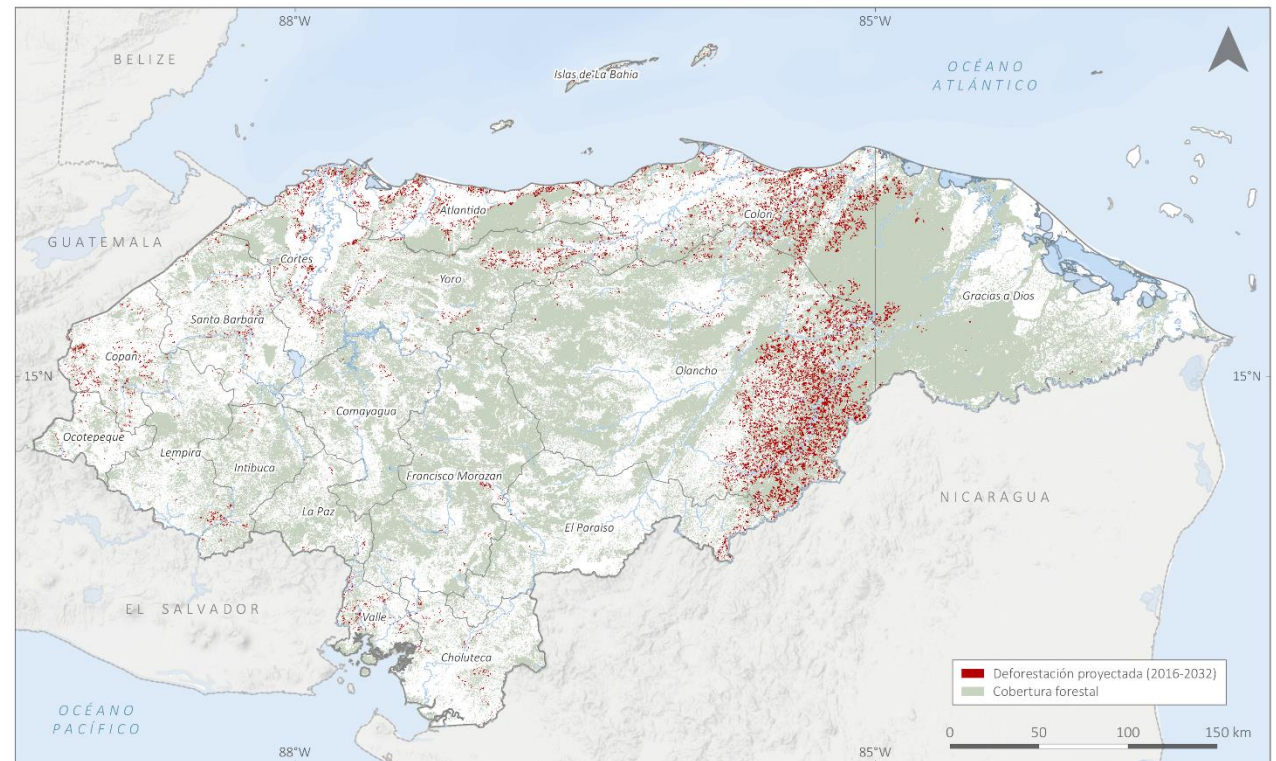 88°W
85°W
BELIZE
Islas de La Bahia
OCÉANO
ATLÁNTICO
Atlantida
Colon
GUATEMALA
Cortes
Yoro
Gracias a Dios
Santa Barbara
Copan
Olancho
15°N
15°N
Comayagua
Ocotepeque
Lempira
Intibuca
Francisco Morazan
NICARAGUA
La Paz
El Paraiso
EL SALVADOR
Valle
Choluteca
Deforestación proyectada (2016-2032)
Cobertura forestal
OCÉANO
PACÍFICO
0 50 100 150 km
88°W
85°W